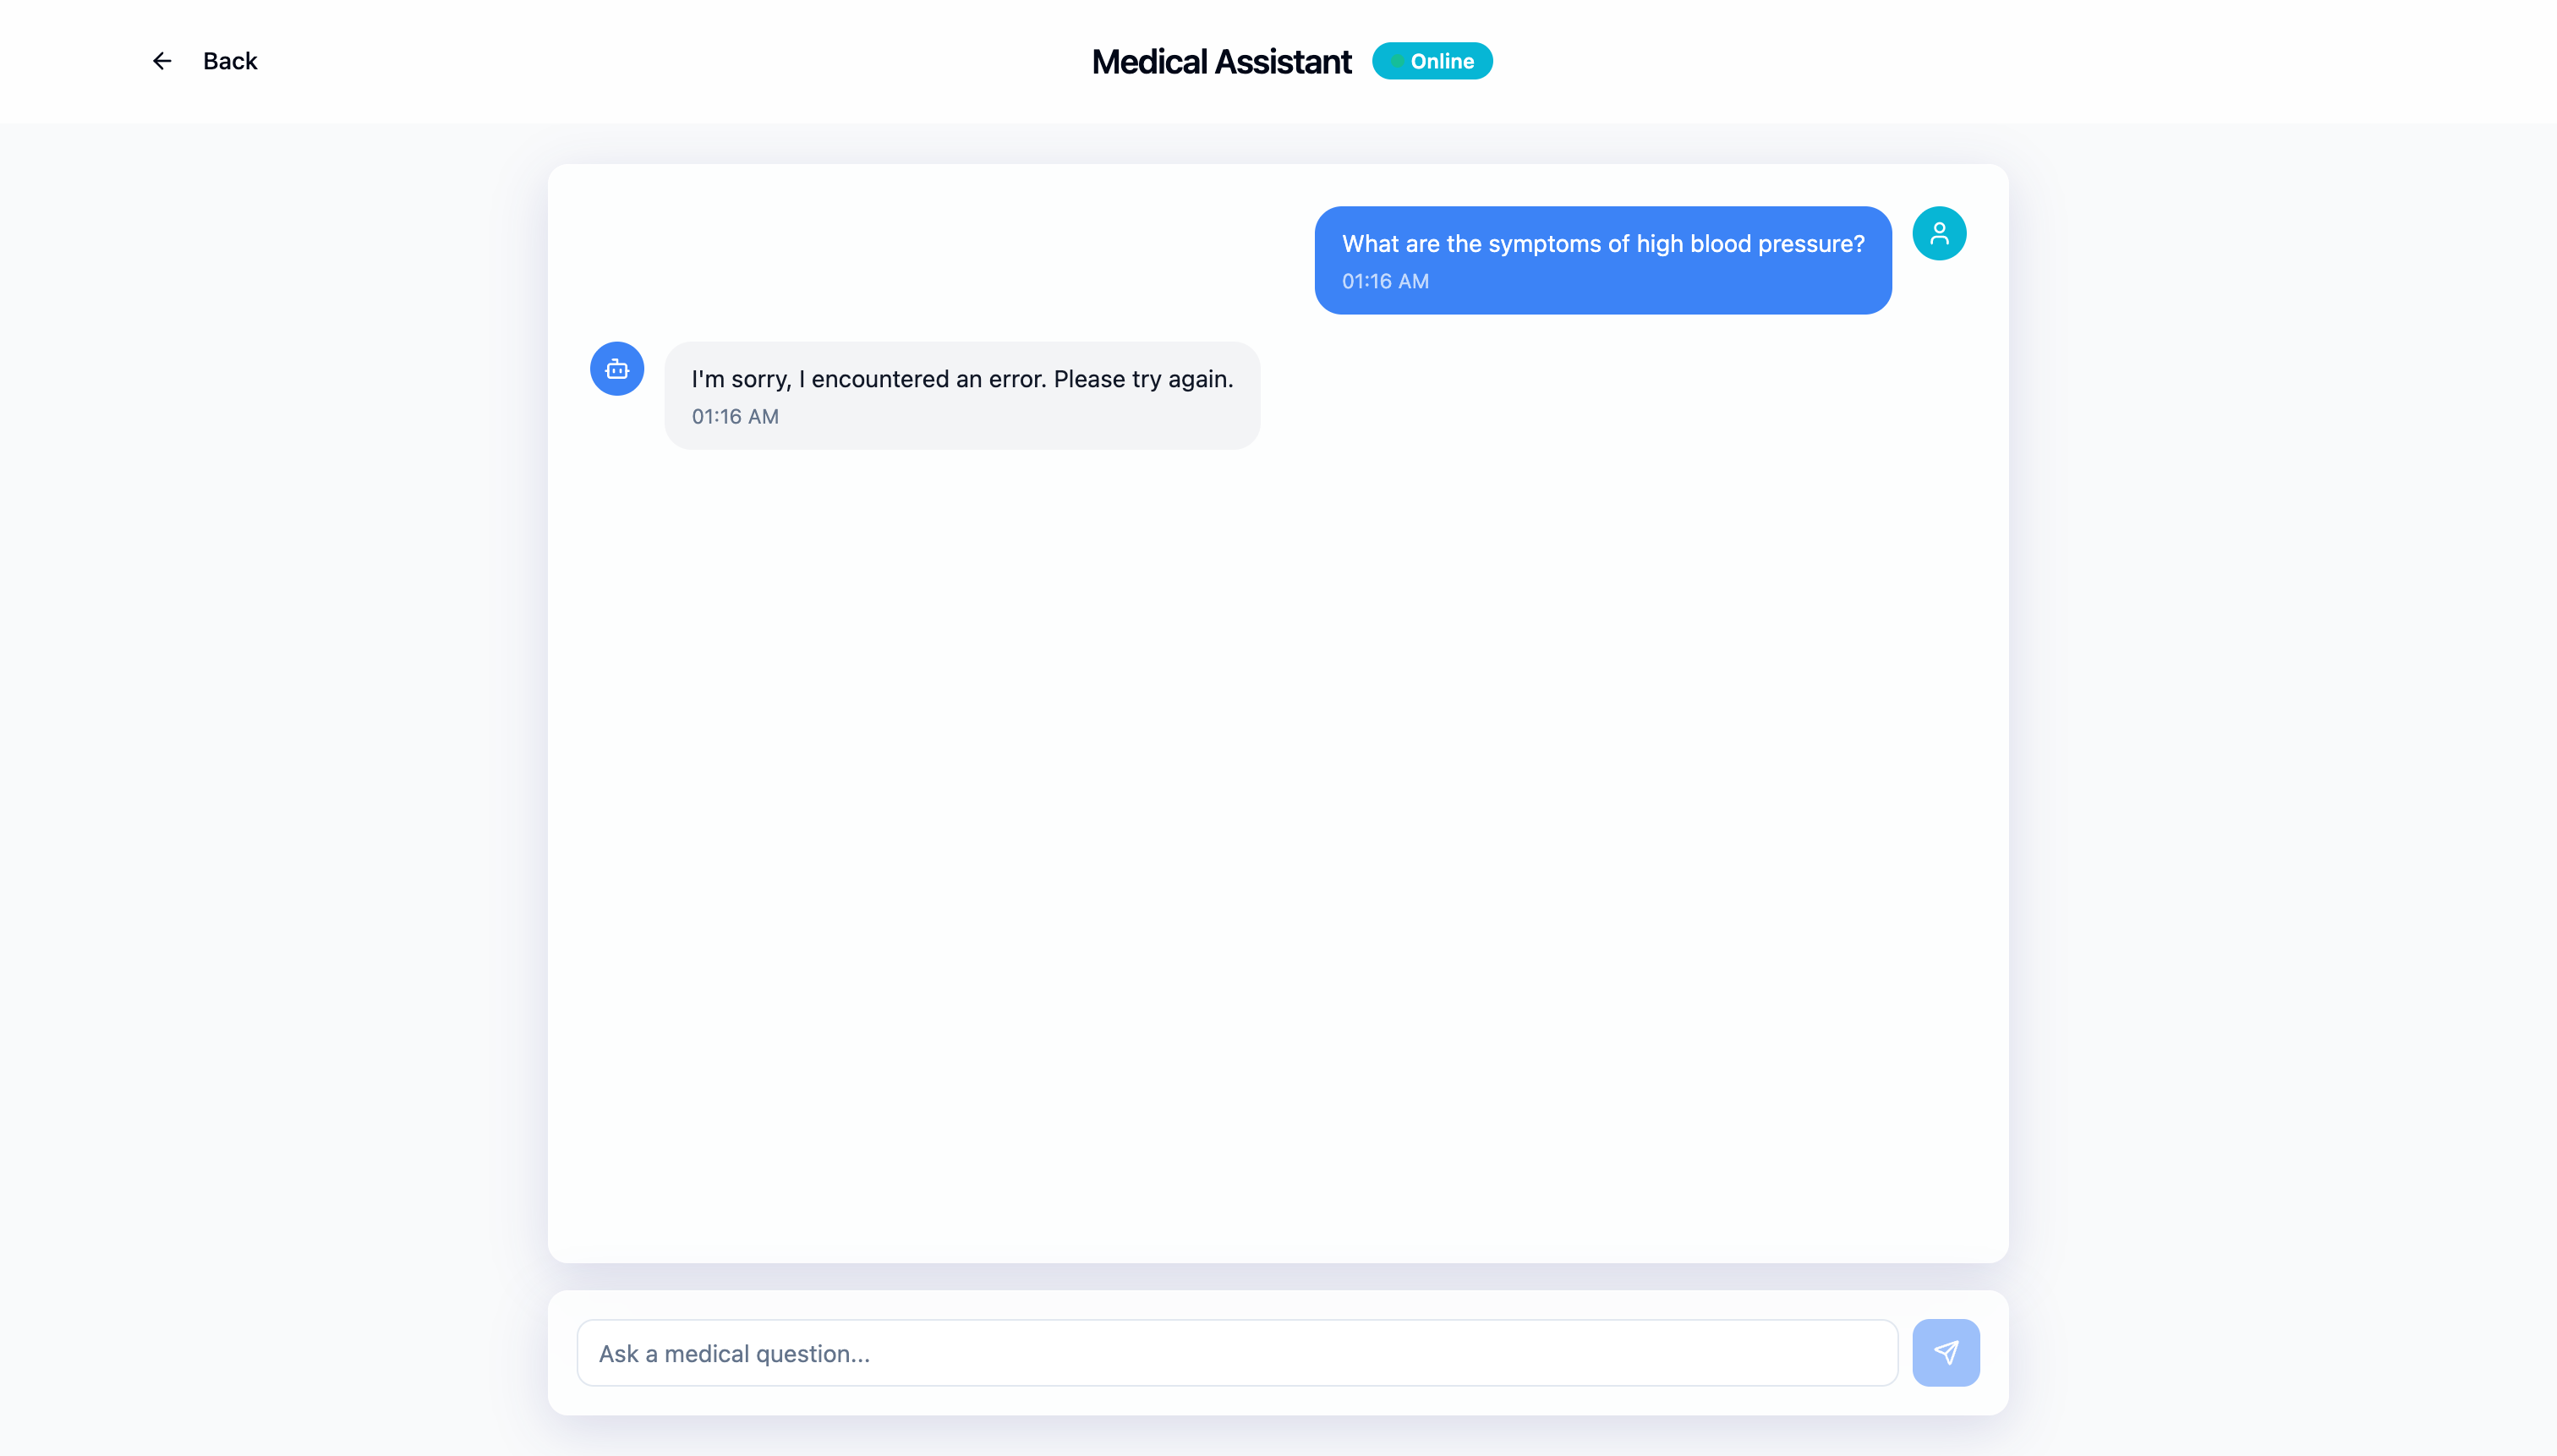 Back
Medical Assistant
Online
What are the symptoms of high blood pressure?
01:16 AM
I'm sorry, I encountered an error. Please try again.
01:16 AM
Ask a medical question...